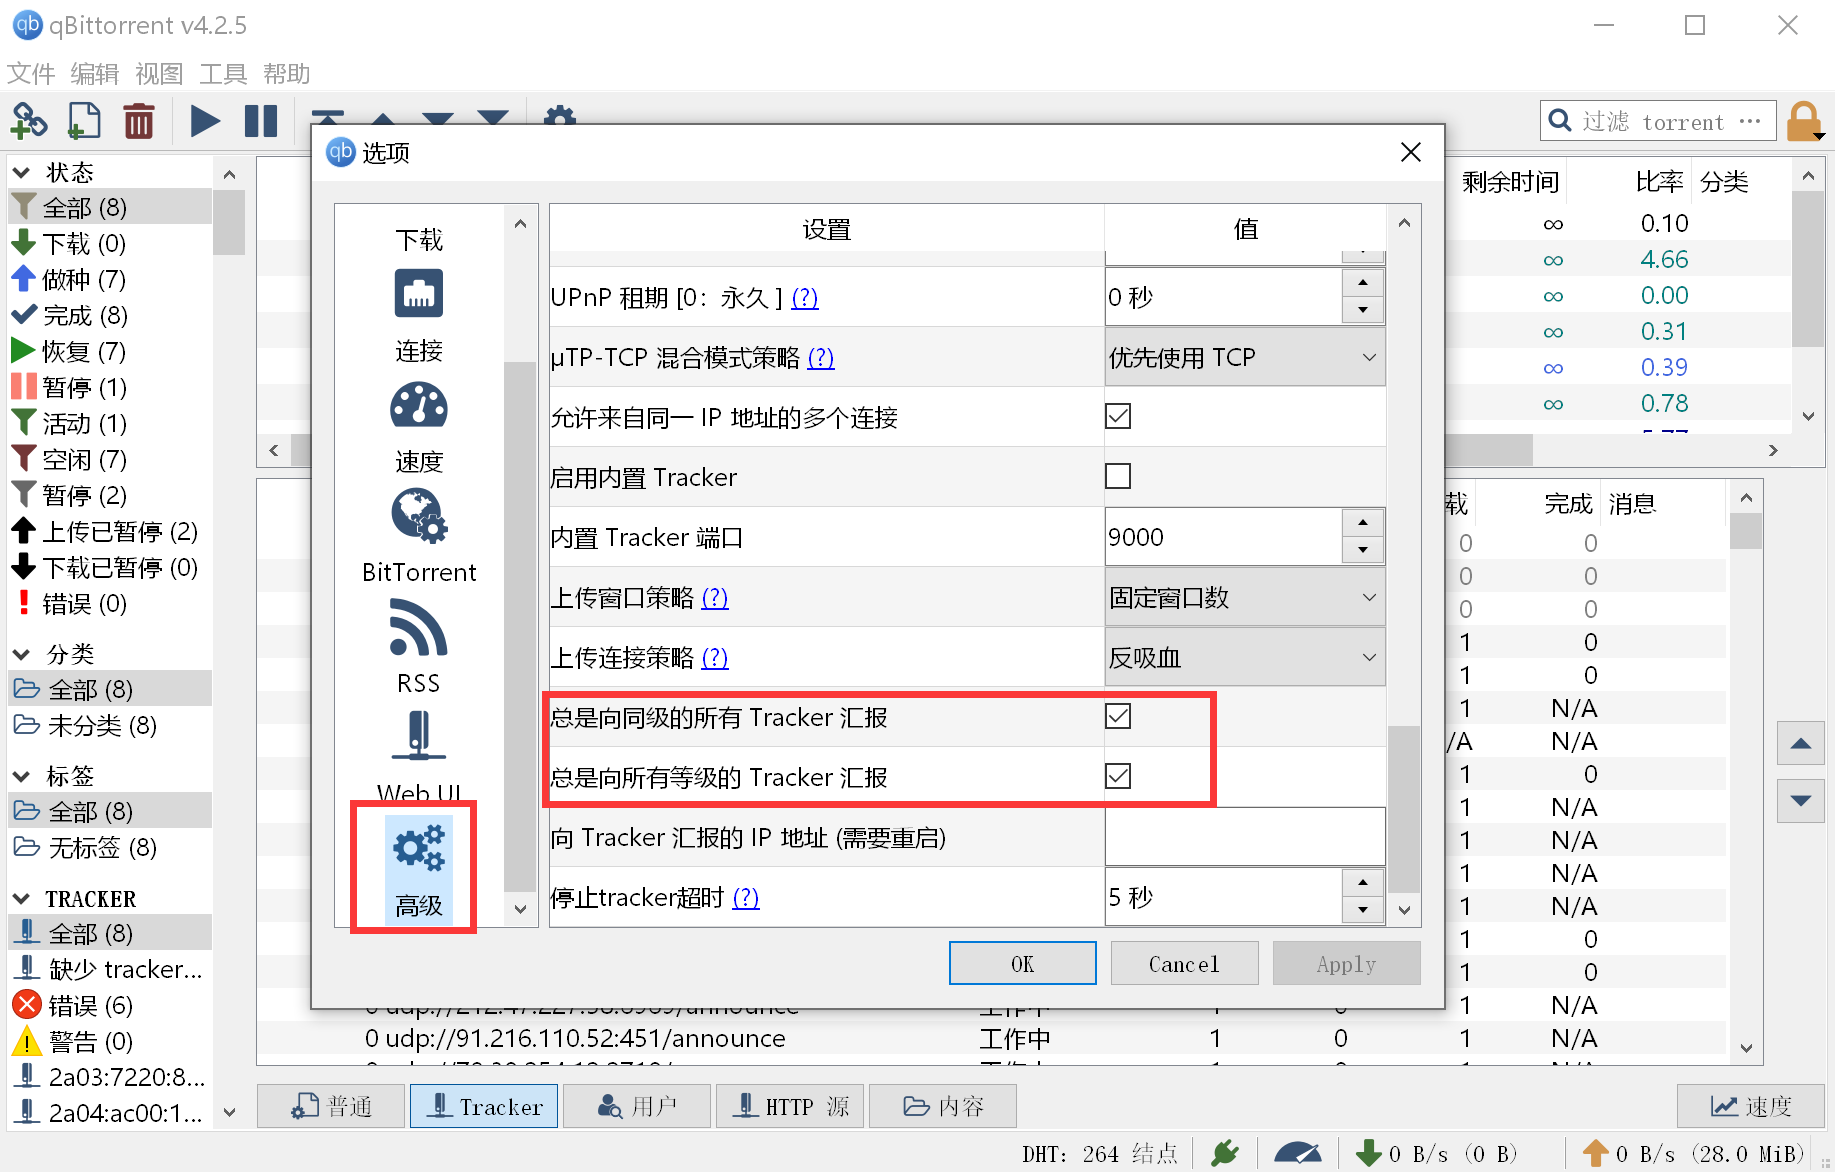 qBittorrent v4.2.5
文件 编辑 视图 工具 帮助
过滤 torrent ...
状态
全部 (8)
下载 (0)
做种 (7)
完成 (8)
恢复 (7)
暂停 (1)
活动 (1)
空闲 (7)
暂停 (2)
上传已暂停 (2)
下载已暂停 (0)
错误 (0)
分类
全部 (8)
未分类 (8)
标签
全部 (8)
无标签 (8)
TRACKER
全部 (8)
缺少 tracker...
错误 (6)
警告 (0)
2a03:7220:8...
2a04:ac00:1...
选项
下载
连接
速度
BitTorrent
RSS
Web UI
高级
设置 值
UPnP 租期 [0：永久 ] (?) 0 秒
μTP-TCP 混合模式策略 (?) 优先使用 TCP
允许来自同一 IP 地址的多个连接
启用内置 Tracker
内置 Tracker 端口 9000
上传窗口策略 (?) 固定窗口数
上传连接策略 (?) 反吸血
总是向同级的所有 Tracker 汇报
总是向所有等级的 Tracker 汇报
向 Tracker 汇报的 IP 地址 (需要重启)
停止tracker超时 (?) 5 秒
OK Cancel Apply
剩余时间 比率 分类
∞ 0.10
∞ 4.66
∞ 0.00
∞ 0.31
∞ 0.39
∞ 0.78
载 完成 消息
0 0
0 0
0 0
1 0
1 0
1 N/A
/A N/A
1 0
1 N/A
1 N/A
1 N/A
1 N/A
1 0
1 0
1 N/A
0 udp://91.216.110.52:451/announce 工作中 1 0 1 N/A
普通 Tracker 用户 HTTP 源 内容 速度
DHT: 264 结点 0 B/s (0 B) 0 B/s (28.0 MiB)